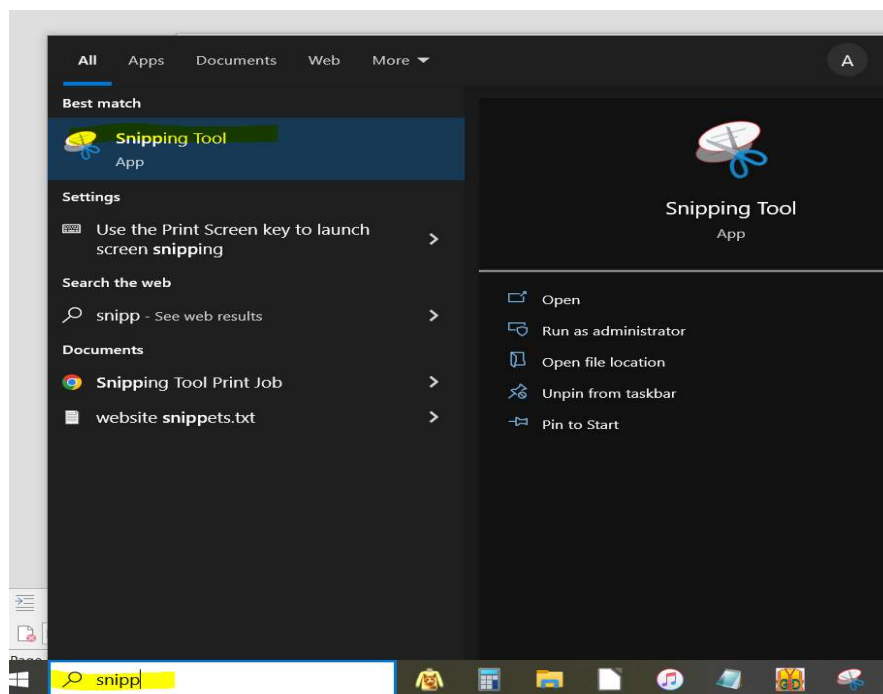 All Apps Documents Web More
A
Best match
Snipping Tool
App
Settings
Use the Print Screen key to launch
screen snipping
Search the web
snipp - See web results
Documents
Snipping Tool Print Job
website snippets.txt
Snipping Tool
App
Open
Run as administrator
Open file location
Unpin from taskbar
Pin to Start
snipp